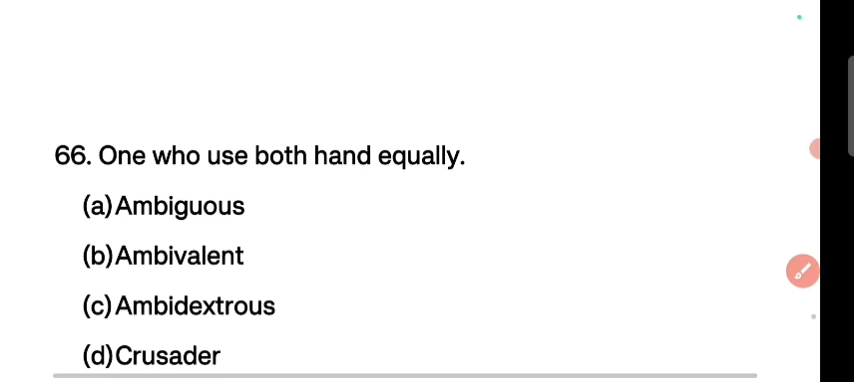 66. One who use both hand equally.
(a)Ambiguous
(b)Ambivalent
(c)Ambidextrous
(d)Crusader